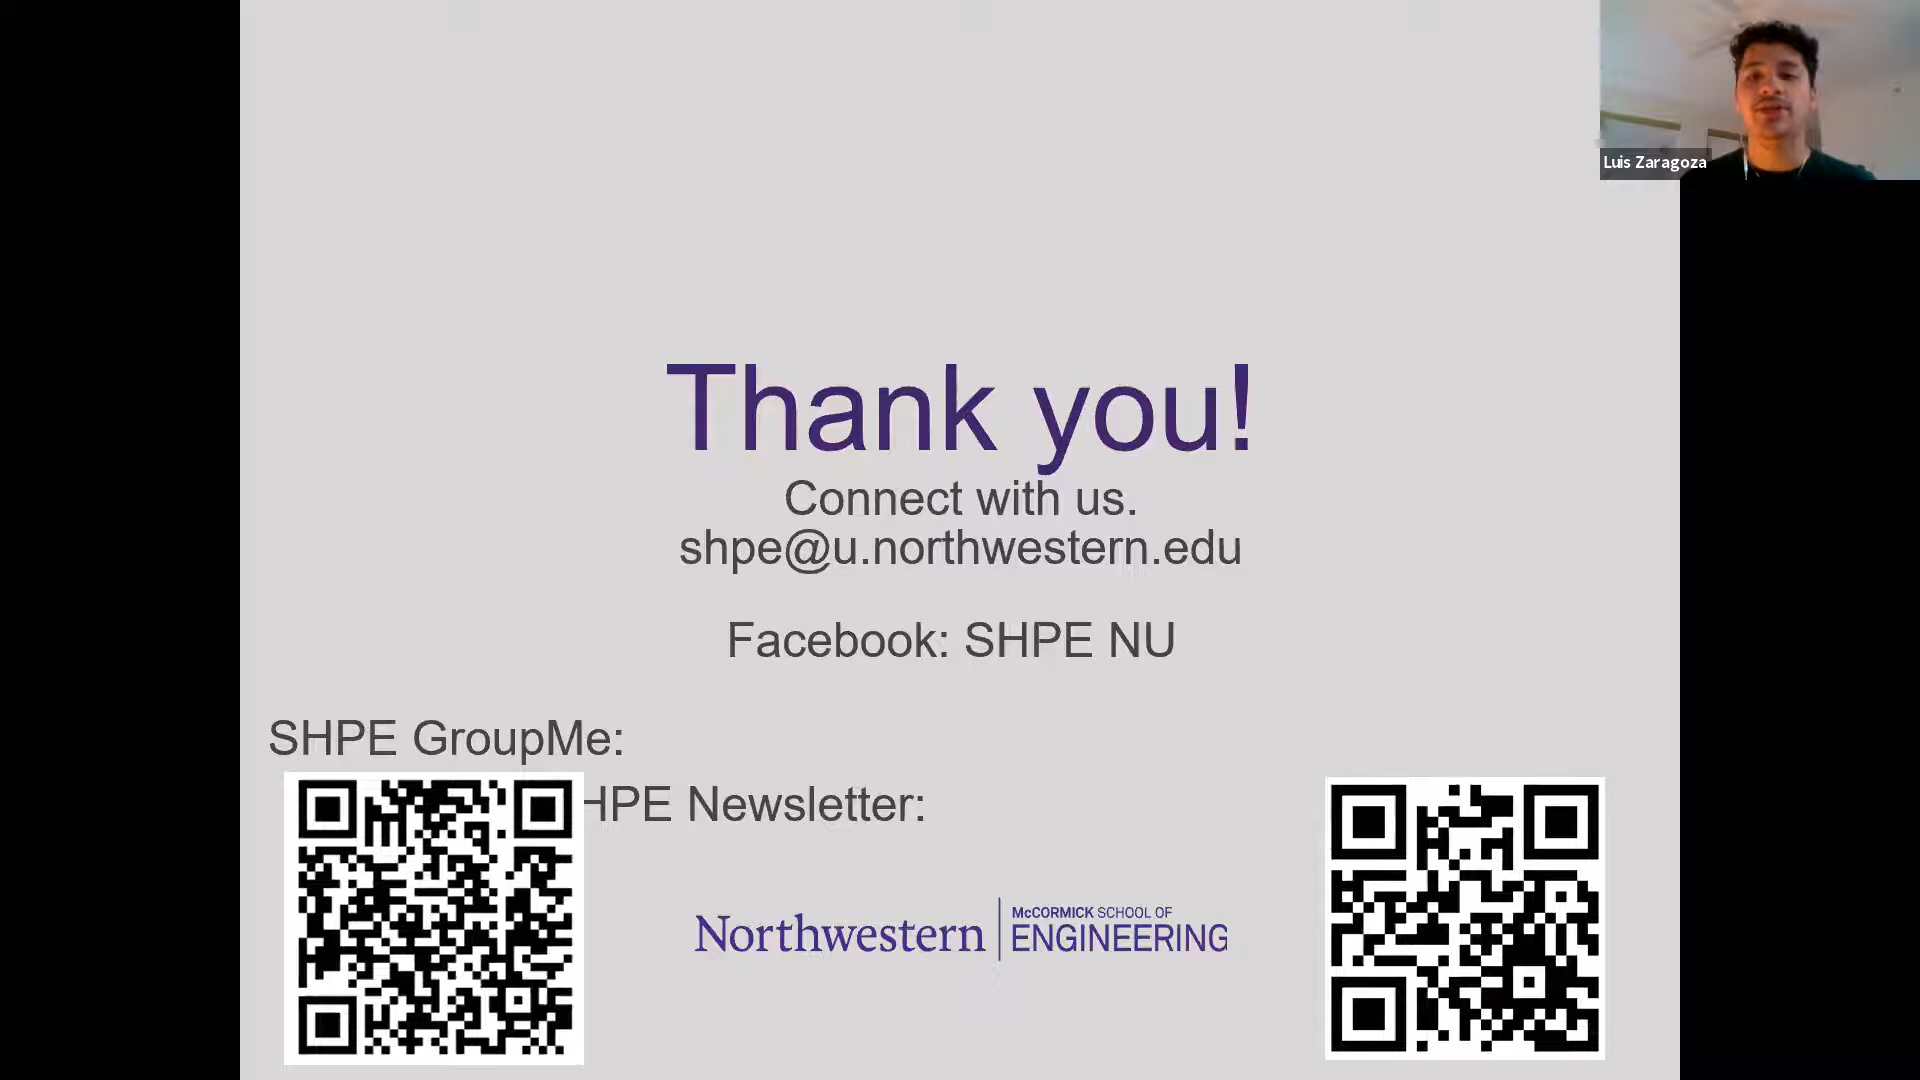 Luis Zaragoza
Thank you!
Connect with us.
shpe@u.northwestern.edu
Facebook: SHPE NU
SHPE GroupMe:
HPE Newsletter:
Northwestern | McCORMICK SCHOOL OF
ENGINEERING